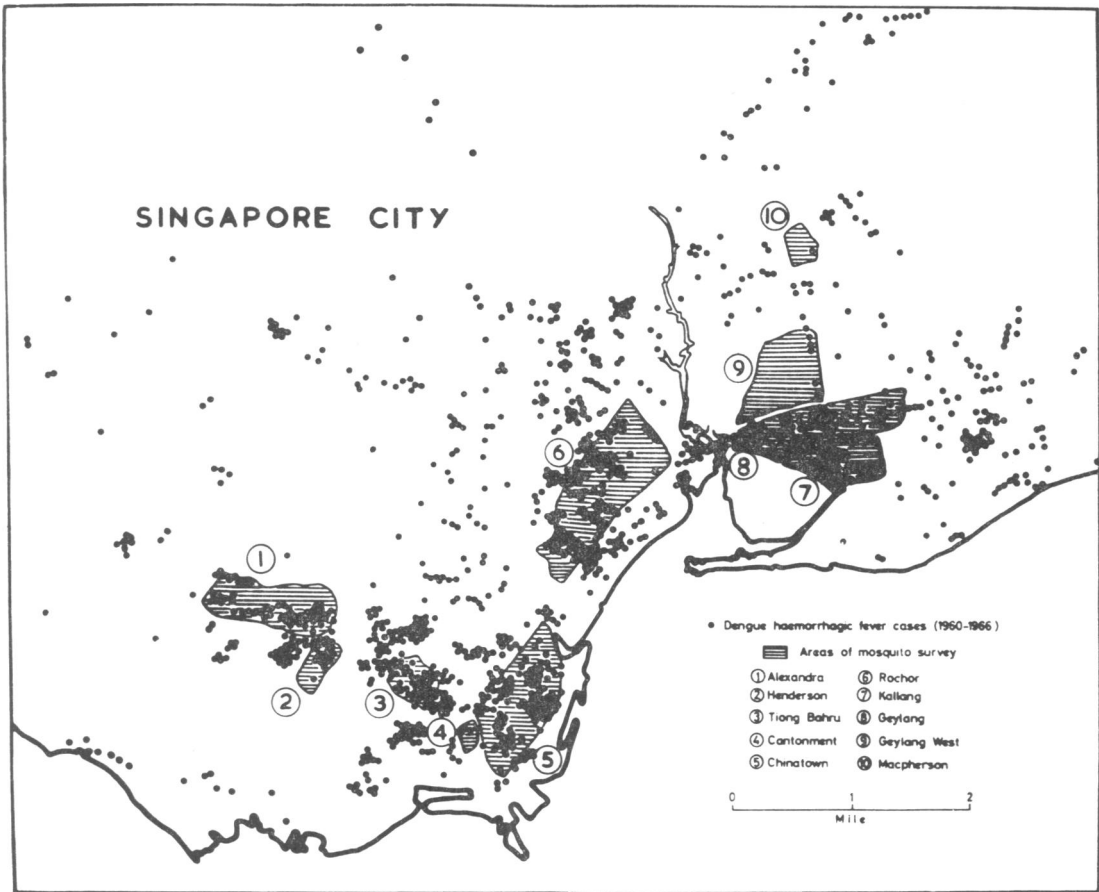 SINGAPORE CITY
10
9
6
8
7
1
2
3
4
5
• Dengue haemorrhagic fever cases (1960-1966)
Areas of mosquito survey
1 Alexandra
2 Henderson
3 Tiong Bahru
4 Cantonment
5 Chinatown
6 Rochor
7 Kallang
8 Geylang
9 Geylang West
10 Macpherson
0 1 2
Mile